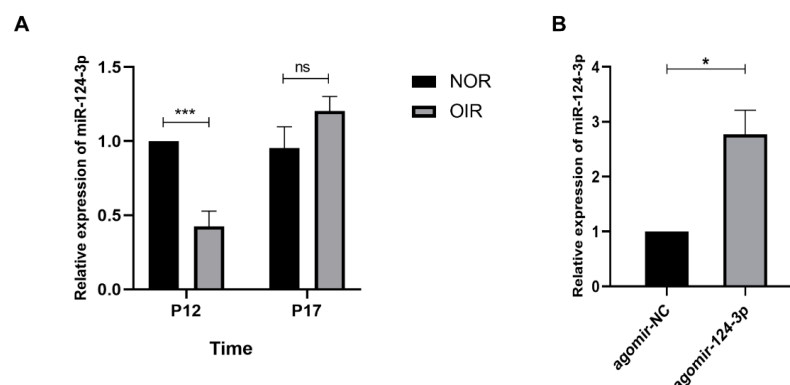 A
Relative expression of miR-124-3p
1.5
1.0
0.5
0.0
***
ns
P12
P17
Time
NOR
OIR
B
Relative expression of miR-124-3p
4
3
2
1
0
*
agomir-NC
agomir-124-3p